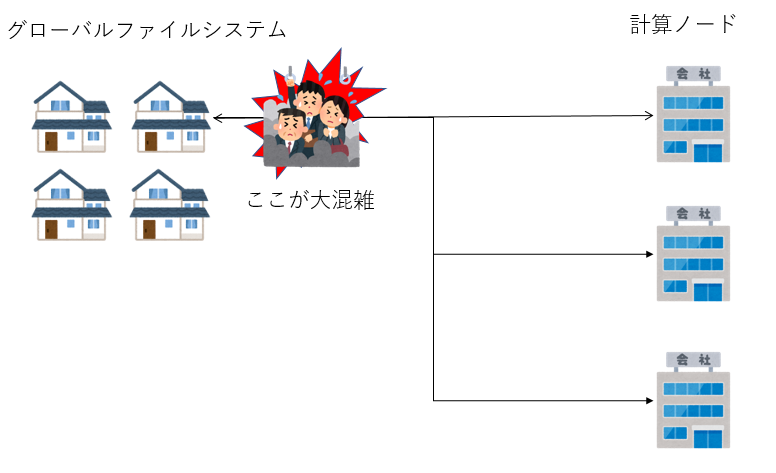 グローバルファイルシステム
計算ノード
会 社
ここが大混雑
会 社
会 社